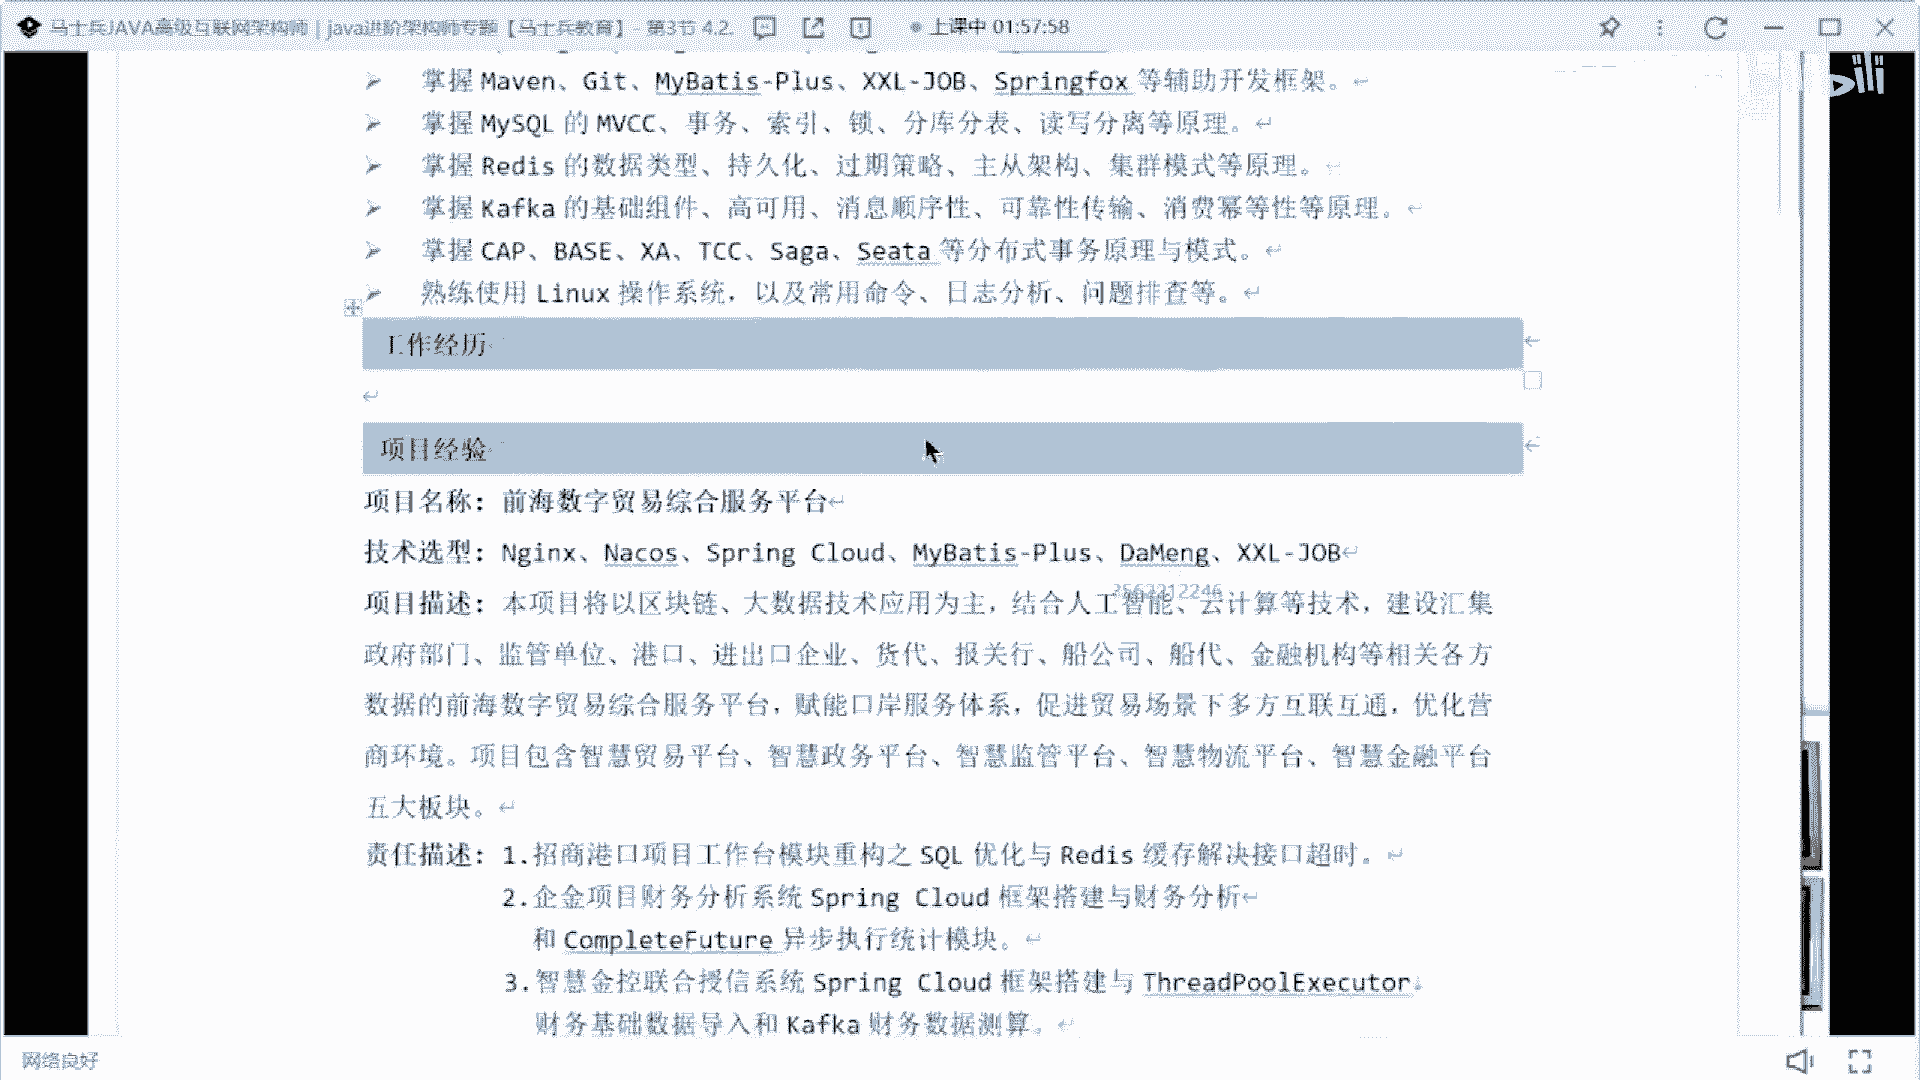 马士兵JAVA高级互联网架构师 | java进阶架构师专题【马士兵教育】- 第3节 4.2.
上课中 01:57:58
掌握 Maven、Git、MyBatis-Plus、XXL-JOB、Springfox 等辅助开发框架。
掌握 MySQL 的 MVCC、事务、索引、锁、分库分表、读写分离等原理。
掌握 Redis 的数据类型、持久化、过期策略、主从架构、集群模式等原理。
掌握 Kafka 的基础组件、高可用、消息顺序性、可靠性传输、消费幂等性等原理。
掌握 CAP、BASE、XA、TCC、Saga、Seata 等分布式事务原理与模式。
熟练使用 Linux 操作系统，以及常用命令、日志分析、问题排查等。
工作经历
项目经验
项目名称：前海数字贸易综合服务平台
技术选型：Nginx、Nacos、Spring Cloud、MyBatis-Plus、DaMeng、XXL-JOB
项目描述：本项目将以区块链、大数据技术应用为主，结合人工智能、云计算等技术，建设汇集
政府部门、监管单位、港口、进出口企业、货代、报关行、船公司、船代、金融机构等相关各方
数据的前海数字贸易综合服务平台，赋能口岸服务体系，促进贸易场景下多方互联互通，优化营
商环境。项目包含智慧贸易平台、智慧政务平台、智慧监管平台、智慧物流平台、智慧金融平台
五大板块。
责任描述：1.招商港口项目工作台模块重构之 SQL 优化与 Redis 缓存解决接口超时。
2.企金项目财务分析系统 Spring Cloud 框架搭建与财务分析
和 CompleteFuture 异步执行统计模块。
3.智慧金控联合授信系统 Spring Cloud 框架搭建与 ThreadPoolExecutor
财务基础数据导入和 Kafka 财务数据测算。
网络良好